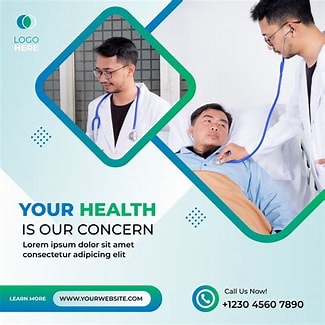 LOGO
HERE
YOUR HEALTH
IS OUR CONCERN
Lorem ipsum dolor sit amet
consectetur adipiscing elit
LEARN MORE
WWW.YOURWEBSITE.COM
Call Us Now!
+1230 4560 7890